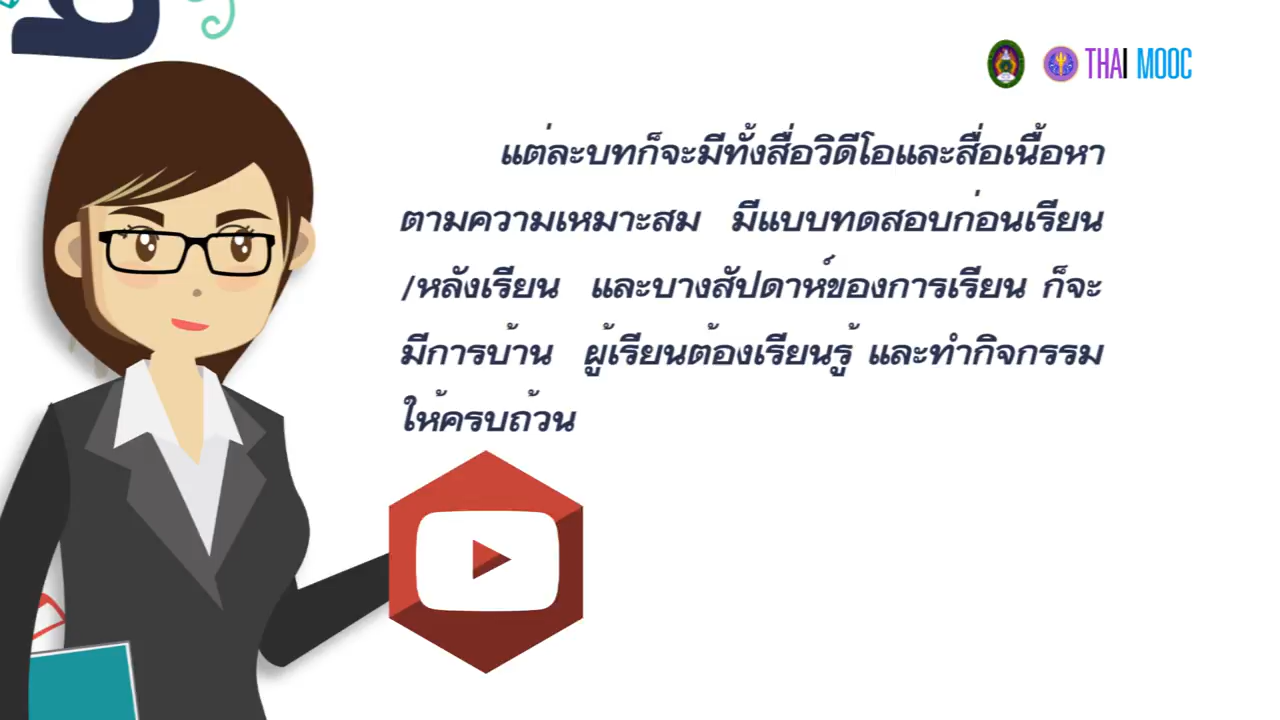 THAI MOOC
แต่ละบทก็จะมีทั้งสื่อวิดีโอและสื่อเนื้อหา
ตามความเหมาะสม มีแบบทดสอบก่อนเรียน
/หลังเรียน และบางสัปดาห์ของการเรียน ก็จะ
มีการบ้าน ผู้เรียนต้องเรียนรู้ และทำกิจกรรม
ให้ครบถ้วน